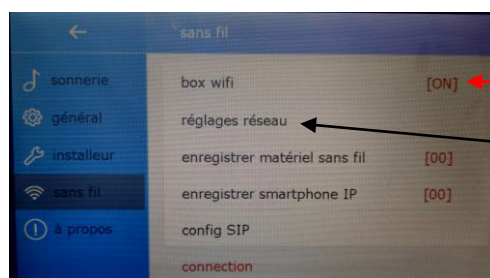 sans fil
sonnerie
général
installeur
sans fil
à propos
box wifi [ON]
réglages réseau
enregistrer matériel sans fil [00]
enregistrer smartphone IP [00]
config SIP
connection